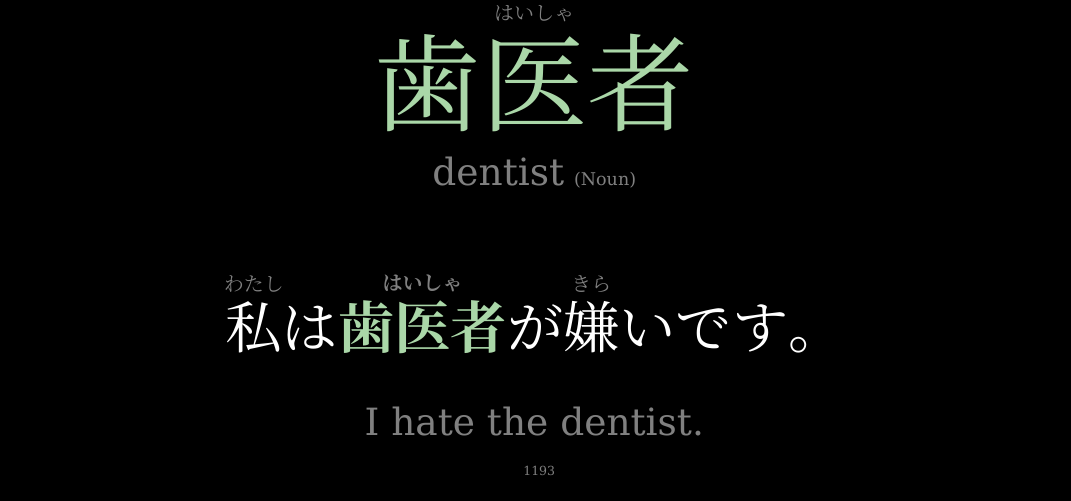 はいしゃ
歯医者
dentist (Noun)
わたし はいしゃ きら
私は歯医者が嫌いです。
I hate the dentist.
1193